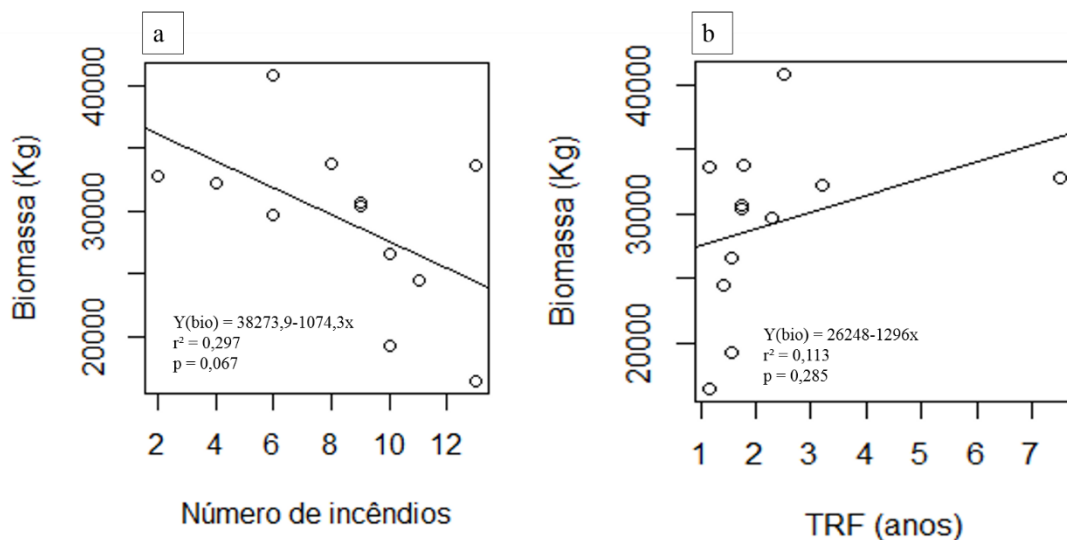 a
Biomassa (Kg)
40000
30000
20000
Y(bio) = 38273,9-1074,3x
r² = 0,297
p = 0,067
2 4 6 8 10 12
Número de incêndios
b
Biomassa (Kg)
40000
30000
20000
Y(bio) = 26248-1296x
r² = 0,113
p = 0,285
1 2 3 4 5 6 7
TRF (anos)